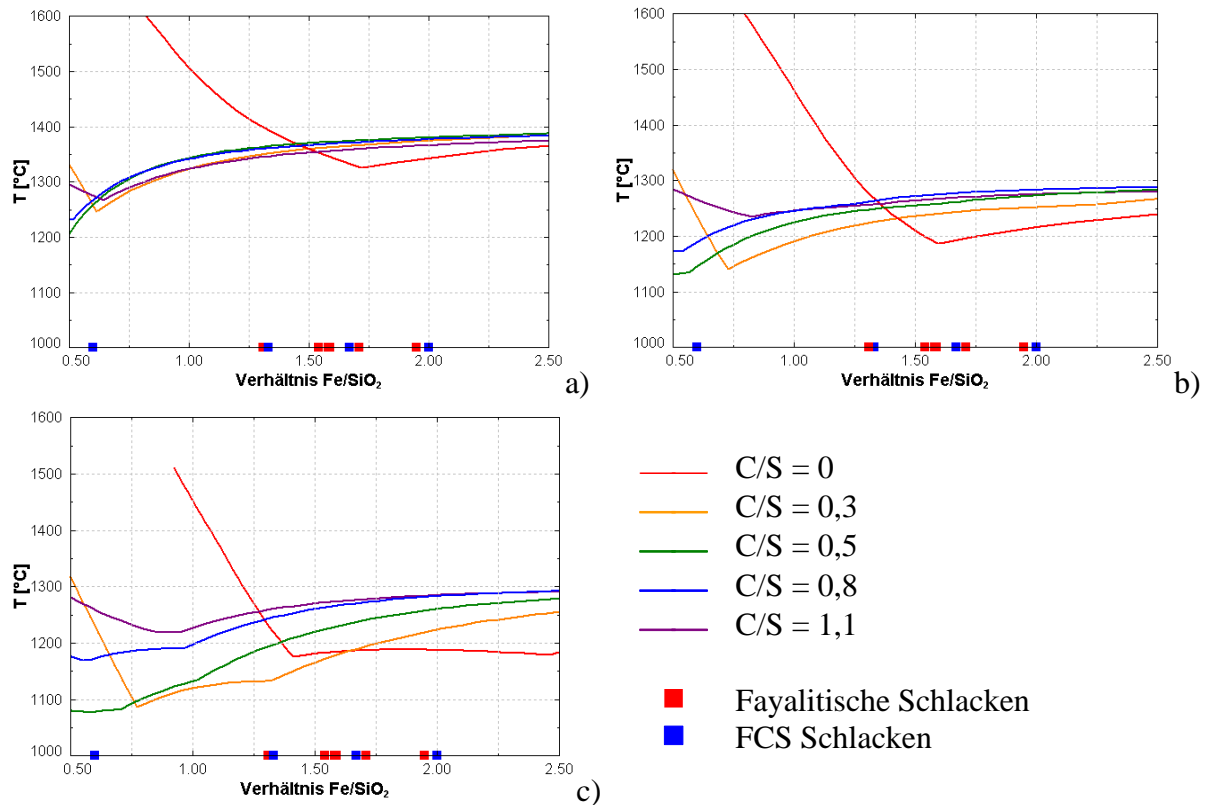 1600
1500
1400
1300
1200
1100
1000
T [°C]
0.50 1.00 1.50 2.00 2.50
Verhältnis Fe/SiO₂
a)
1600
1500
1400
1300
1200
1100
1000
T [°C]
0.50 1.00 1.50 2.00 2.50
Verhältnis Fe/SiO₂
b)
1600
1500
1400
1300
1200
1100
1000
T [°C]
0.50 1.00 1.50 2.00 2.50
Verhältnis Fe/SiO₂
c)
C/S = 0
C/S = 0,3
C/S = 0,5
C/S = 0,8
C/S = 1,1
Fayalitische Schlacken
FCS Schlacken